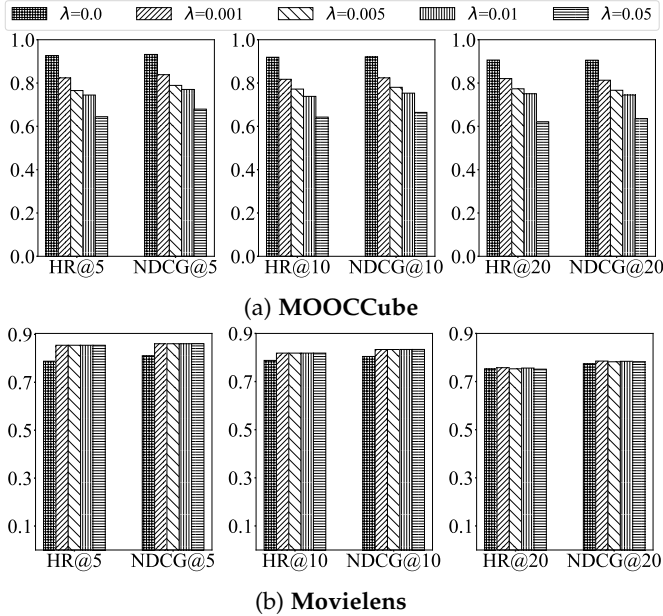 λ=0.0 λ=0.001 λ=0.005 λ=0.01 λ=0.05
1.0 1.0 1.0
0.8 0.8 0.8
0.6 0.6 0.6
0.4 0.4 0.4
0.2 0.2 0.2
0.0 0.0 0.0
HR@5 NDCG@5 HR@10 NDCG@10 HR@20 NDCG@20
(a) MOOCCube
0.9 0.9 0.9
0.7 0.7 0.7
0.5 0.5 0.5
0.3 0.3 0.3
0.1 0.1 0.1
HR@5 NDCG@5 HR@10 NDCG@10 HR@20 NDCG@20
(b) Movielens